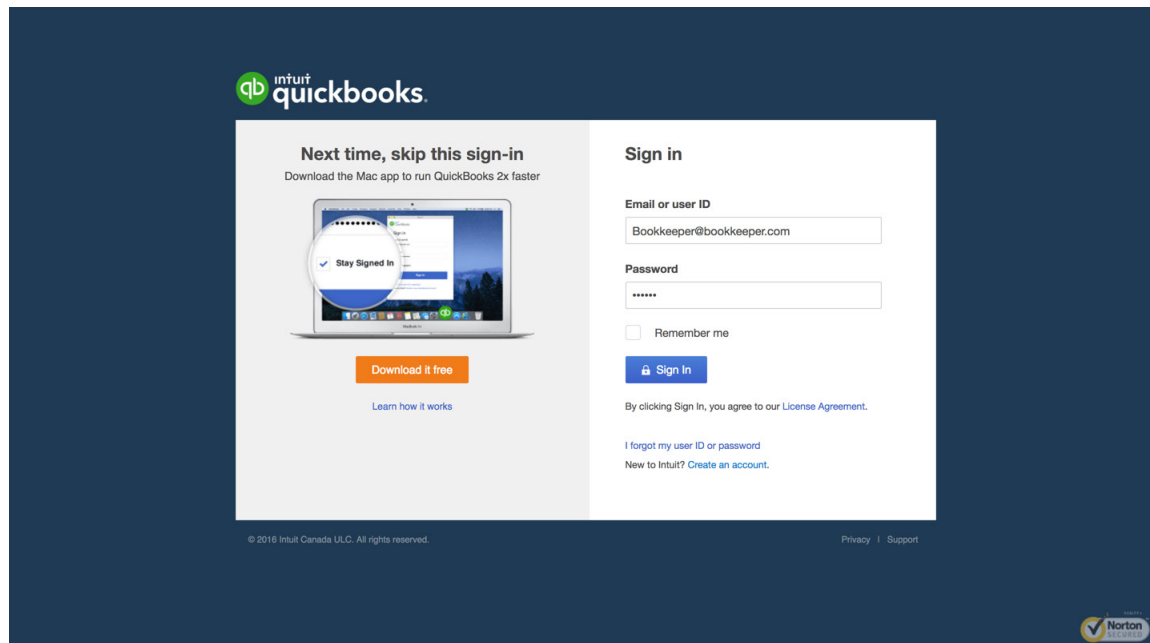 intuit
quickbooks.
Next time, skip this sign-in
Download the Mac app to run QuickBooks 2x faster
Stay Signed In
Download it free
Learn how it works
Sign in
Email or user ID
Bookkeeper@bookkeeper.com
Password
••••••
Remember me
Sign In
By clicking Sign In, you agree to our License Agreement.
I forgot my user ID or password
New to Intuit? Create an account.
© 2016 Intuit Canada ULC. All rights reserved.
Privacy | Support
Norton
SECURED